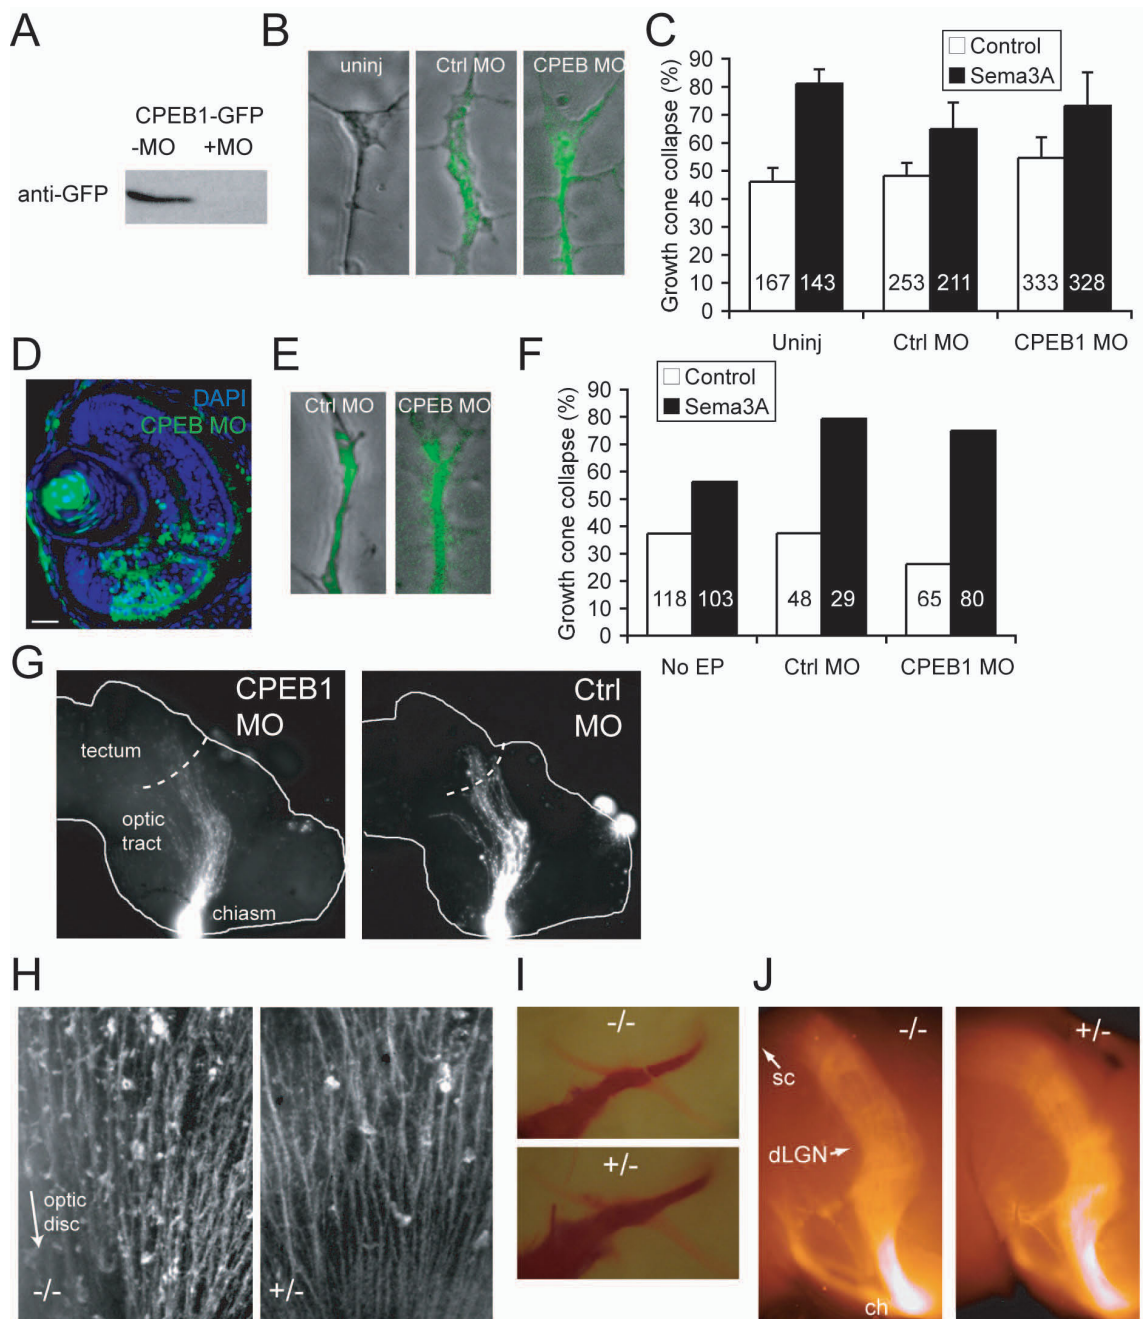 A
CPEB1-GFP
-MO +MO
anti-GFP
B
uninj
Ctrl MO
CPEB MO
C
Control
Sema3A
Growth cone collapse (%)
90
80
70
60
50
40
30
20
10
0
167 143 253 211 333 328
Uninj Ctrl MO CPEB1 MO
D
DAPI
CPEB MO
E
Ctrl MO
CPEB MO
F
Control
Sema3A
Growth cone collapse (%)
90
80
70
60
50
40
30
20
10
0
118 103 48 29 65 80
No EP Ctrl MO CPEB1 MO
G
CPEB1
MO
tectum
optic
tract
chiasm
Ctrl
MO
H
optic
disc
-/-
+/-
I
-/-
+/-
J
-/-
sc
dLGN
ch
+/-